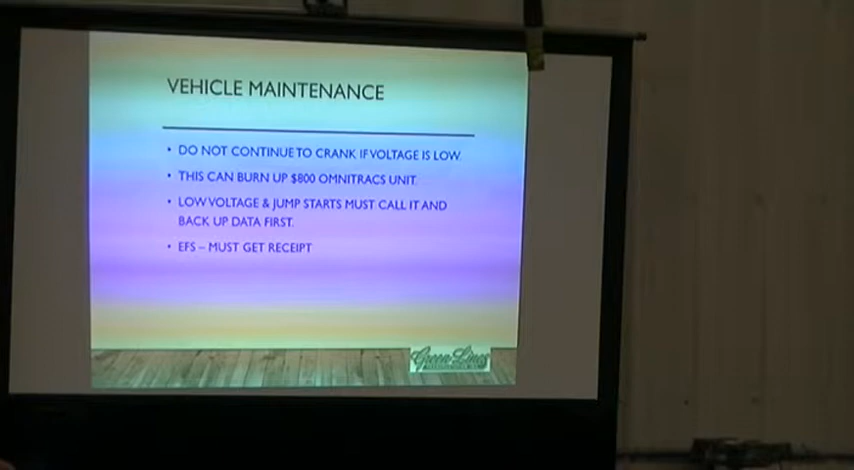 VEHICLE MAINTENANCE
• DO NOT CONTINUE TO CRANK IF VOLTAGE IS LOW.
• THIS CAN BURN UP $800 OMNITRACS UNIT.
• LOW VOLTAGE & JUMP STARTS MUST CALL IT AND
BACK UP DATA FIRST.
• EFS – MUST GET RECEIPT
Green Lines